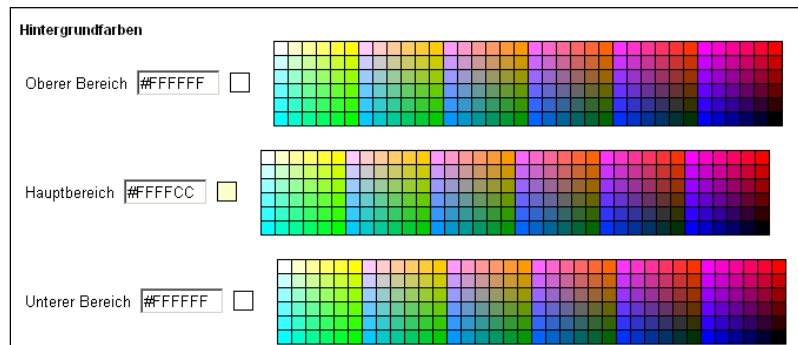 Hintergrundfarben
Oberer Bereich #FFFFFF
Hauptbereich #FFFFCC
Unterer Bereich #FFFFFF